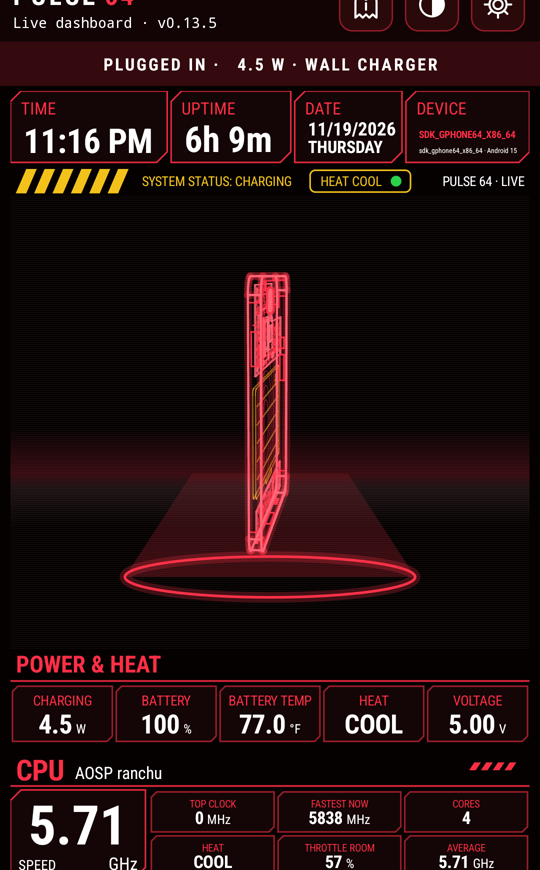 PULSE 64
Live dashboard · v0.13.5
PLUGGED IN · 4.5 W · WALL CHARGER
TIME
11:16 PM
UPTIME
6h 9m
DATE
11/19/2026
THURSDAY
DEVICE
SDK_GPHONE64_X86_64
sdk_gphone64_x86_64 · Android 15
SYSTEM STATUS: CHARGING
HEAT COOL
PULSE 64 · LIVE
POWER & HEAT
CHARGING
4.5 W
BATTERY
100 %
BATTERY TEMP
77.0 °F
HEAT
COOL
VOLTAGE
5.00 V
CPU AOSP ranchu
5.71
SPEED GHz
TOP CLOCK
0 MHz
FASTEST NOW
5838 MHz
CORES
4
HEAT
COOL
THROTTLE ROOM
57 %
AVERAGE
5.71 GHz